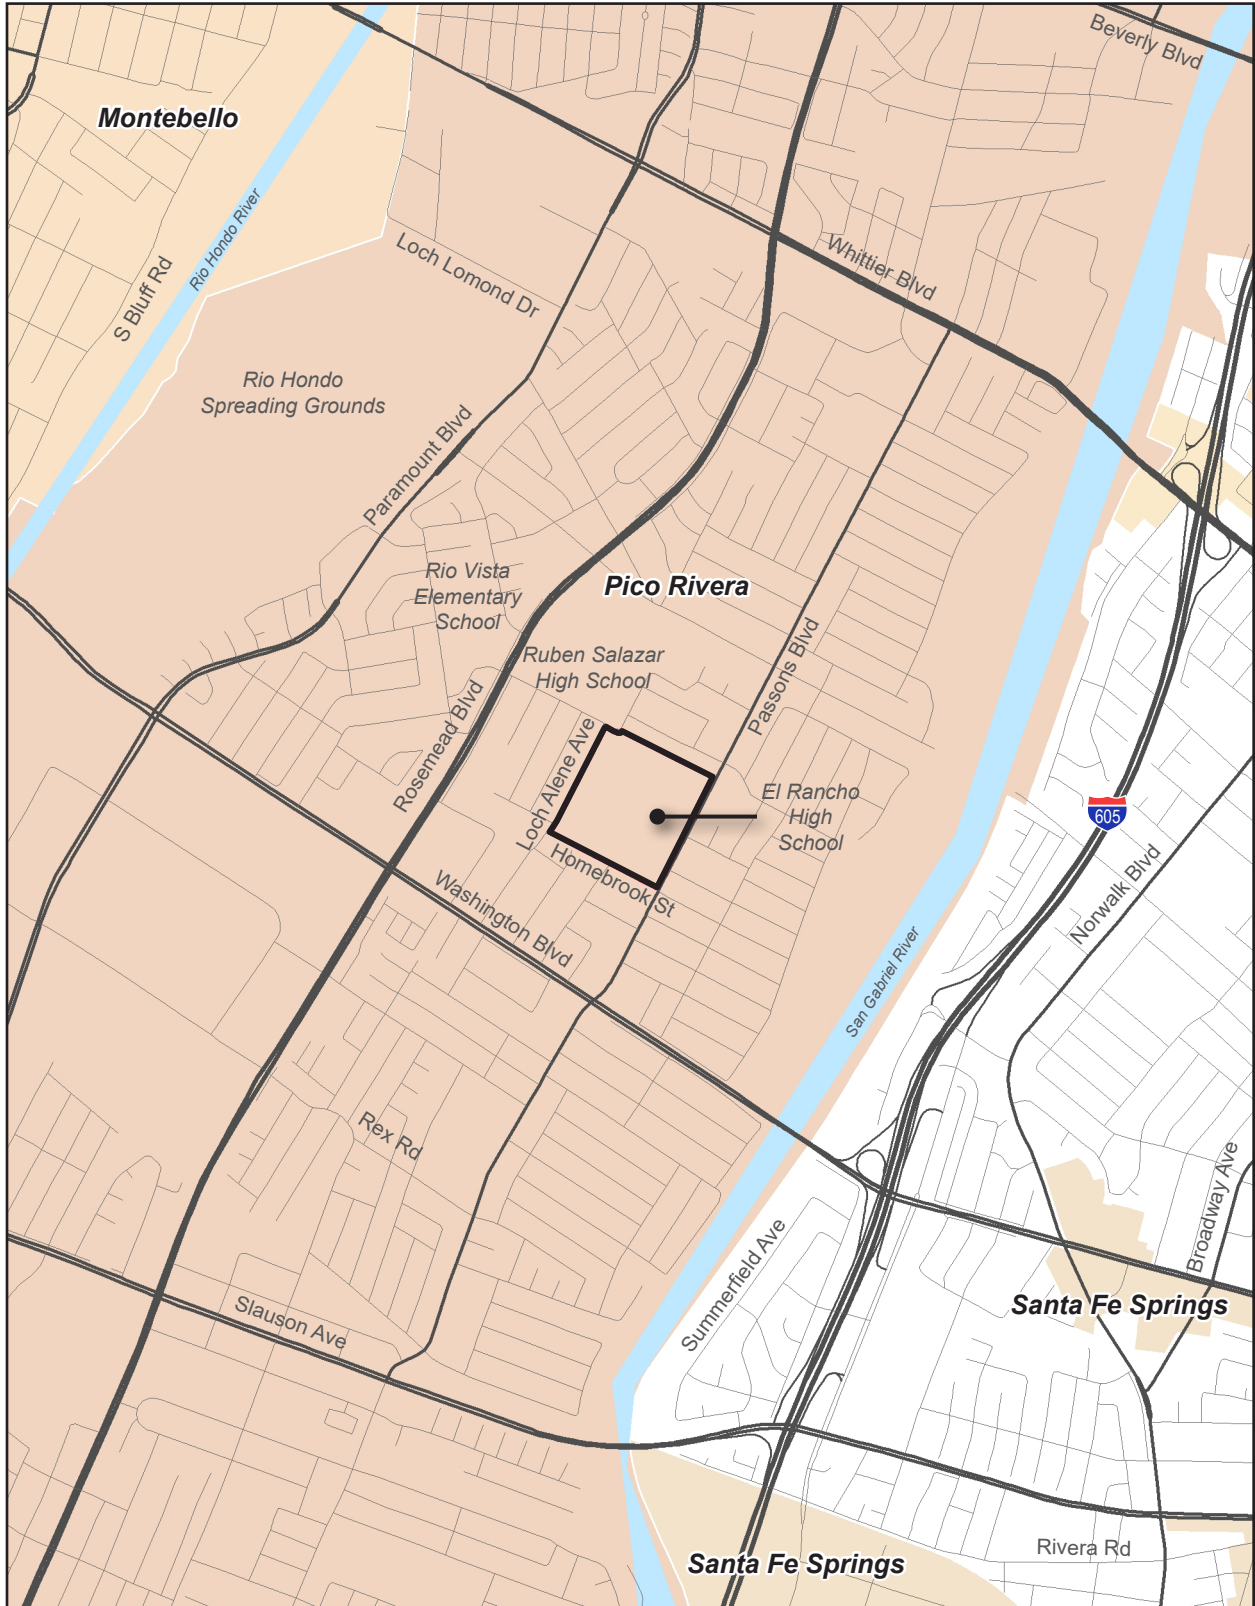 Beverly Blvd
Montebello
Rio Hondo River
S Bluff Rd
Loch Lomond Dr
Whittier Blvd
Rio Hondo
Spreading Grounds
Paramount Blvd
Rio Vista
Elementary
School
Pico Rivera
Ruben Salazar
High School
Passons Blvd
Rosemead Blvd
Loch Alene Ave
El Rancho
High
School
605
Homebrook St
Washington Blvd
Norwalk Blvd
San Gabriel River
Rex Rd
Broadway Ave
Summerfield Ave
Santa Fe Springs
Slauson Ave
Rivera Rd
Santa Fe Springs